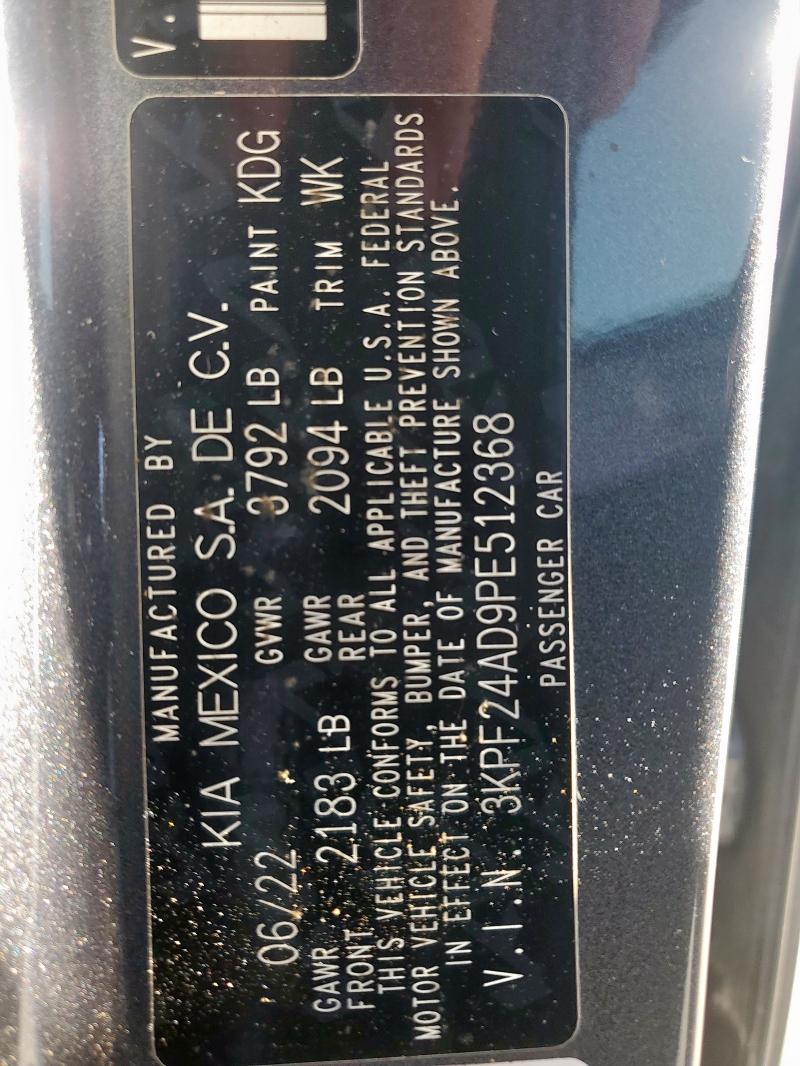 V.
MANUFACTURED BY
KIA MEXICO S.A. DE C.V.
06/22 GVWR 3792 LB PAINT KDG
GAWR FRONT 2183 LB GAWR REAR 2094 LB TRIM WK
THIS VEHICLE CONFORMS TO ALL APPLICABLE U.S.A. FEDERAL
MOTOR VEHICLE SAFETY, BUMPER, AND THEFT PREVENTION STANDARDS
IN EFFECT ON THE DATE OF MANUFACTURE SHOWN ABOVE.
V.I.N. : 3KPF24AD9PE512368
PASSENGER CAR